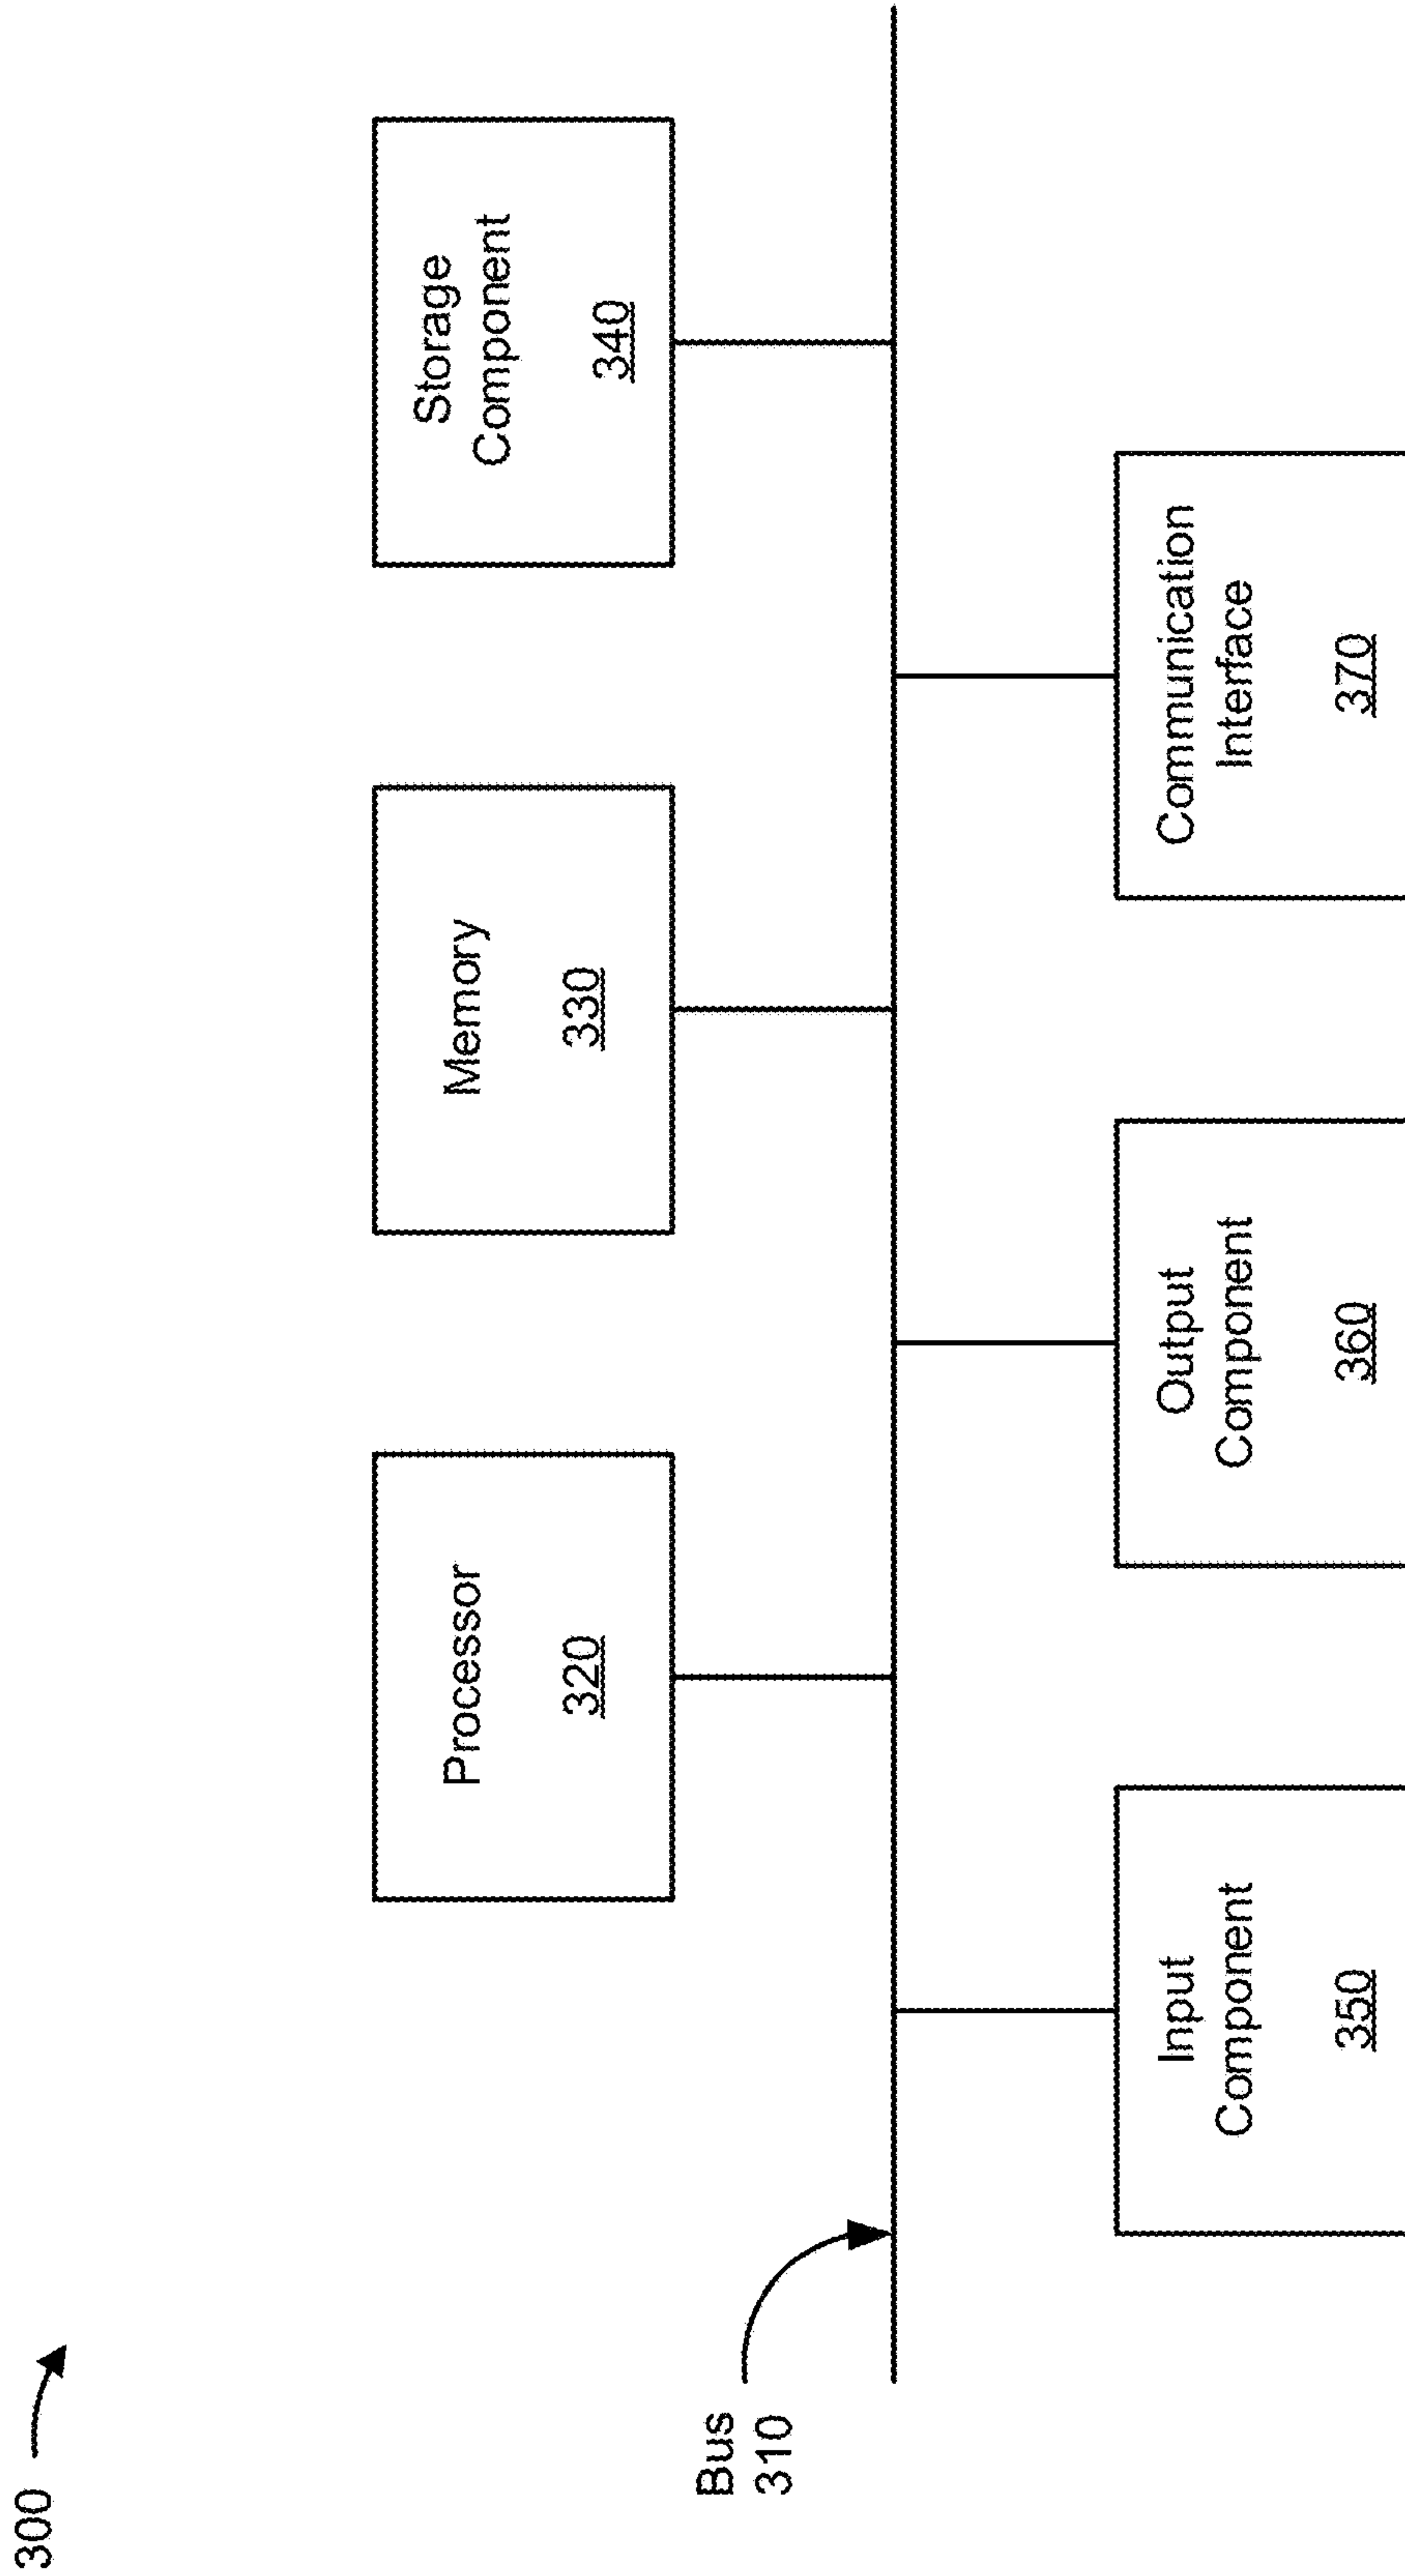 300
Bus
310
Processor
320
Memory
330
Storage
Component
340
Input
Component
350
Output
Component
360
Communication
Interface
370